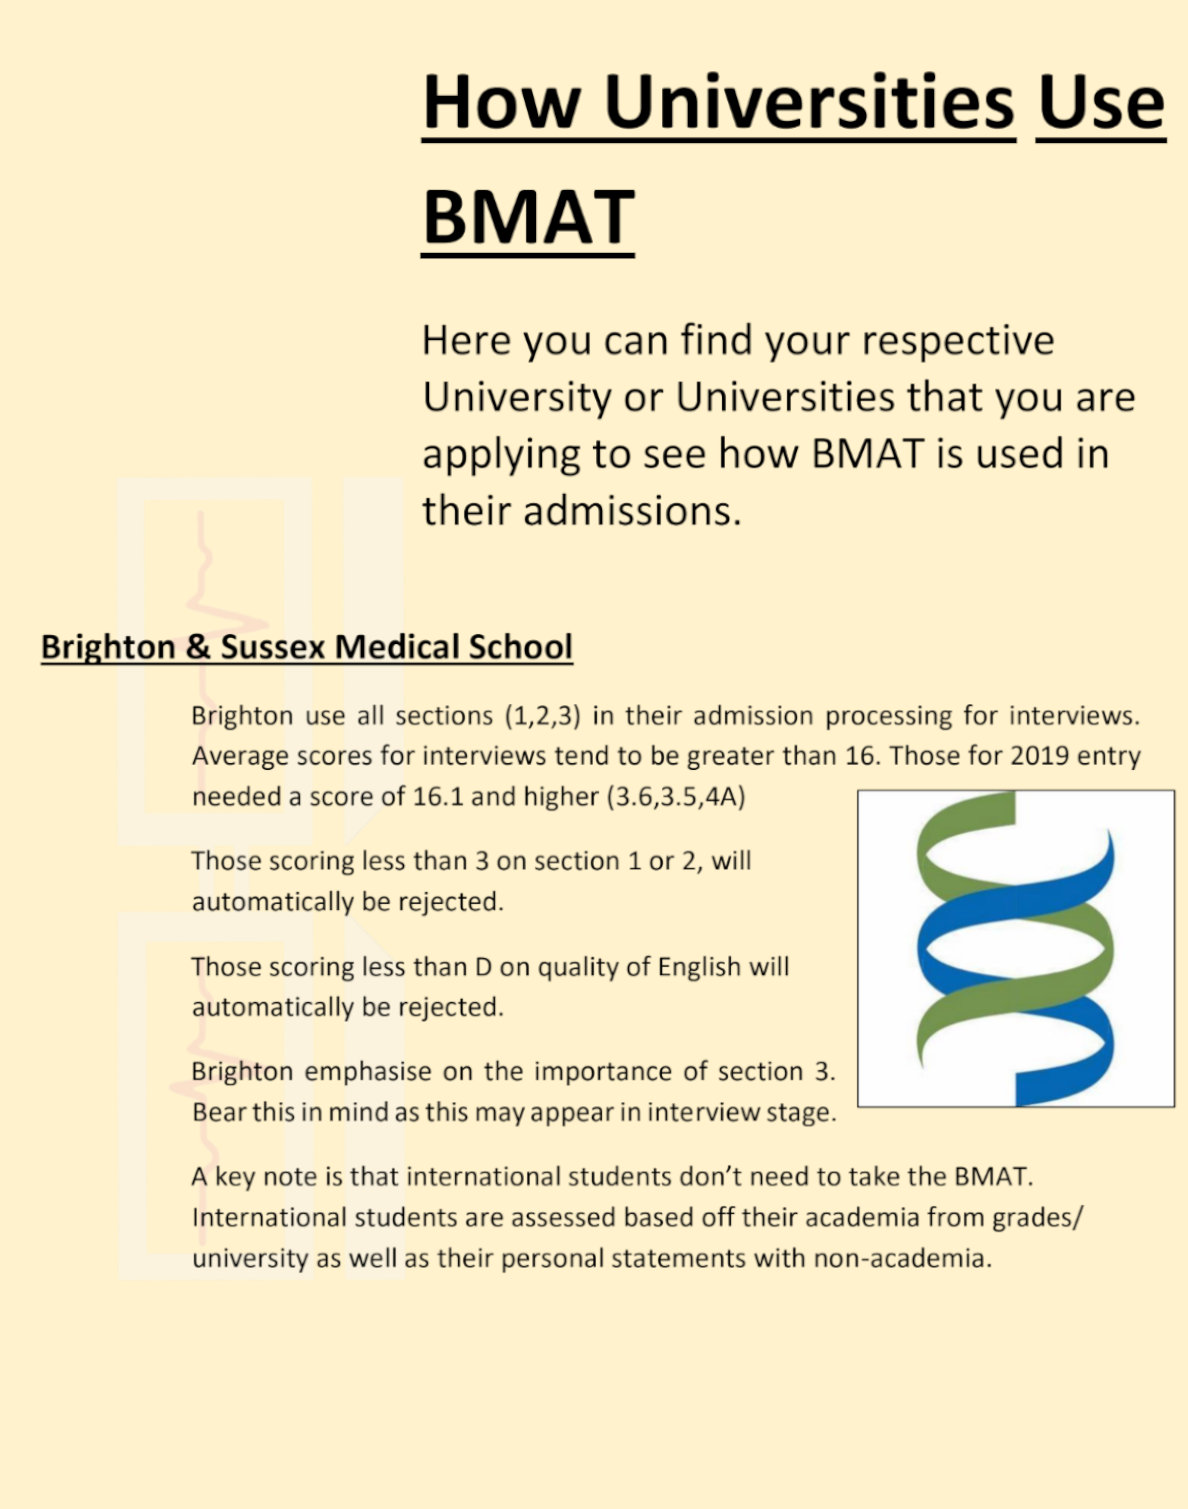 How Universities Use
BMAT
Here you can find your respective
University or Universities that you are
applying to see how BMAT is used in
their admissions.
Brighton & Sussex Medical School
Brighton use all sections (1,2,3) in their admission processing for interviews.
Average scores for interviews tend to be greater than 16. Those for 2019 entry
needed a score of 16.1 and higher (3.6,3.5,4A)
Those scoring less than 3 on section 1 or 2, will
automatically be rejected.
Those scoring less than D on quality of English will
automatically be rejected.
Brighton emphasise on the importance of section 3.
Bear this in mind as this may appear in interview stage.
A key note is that international students don’t need to take the BMAT.
International students are assessed based off their academia from grades/
university as well as their personal statements with non-academia.